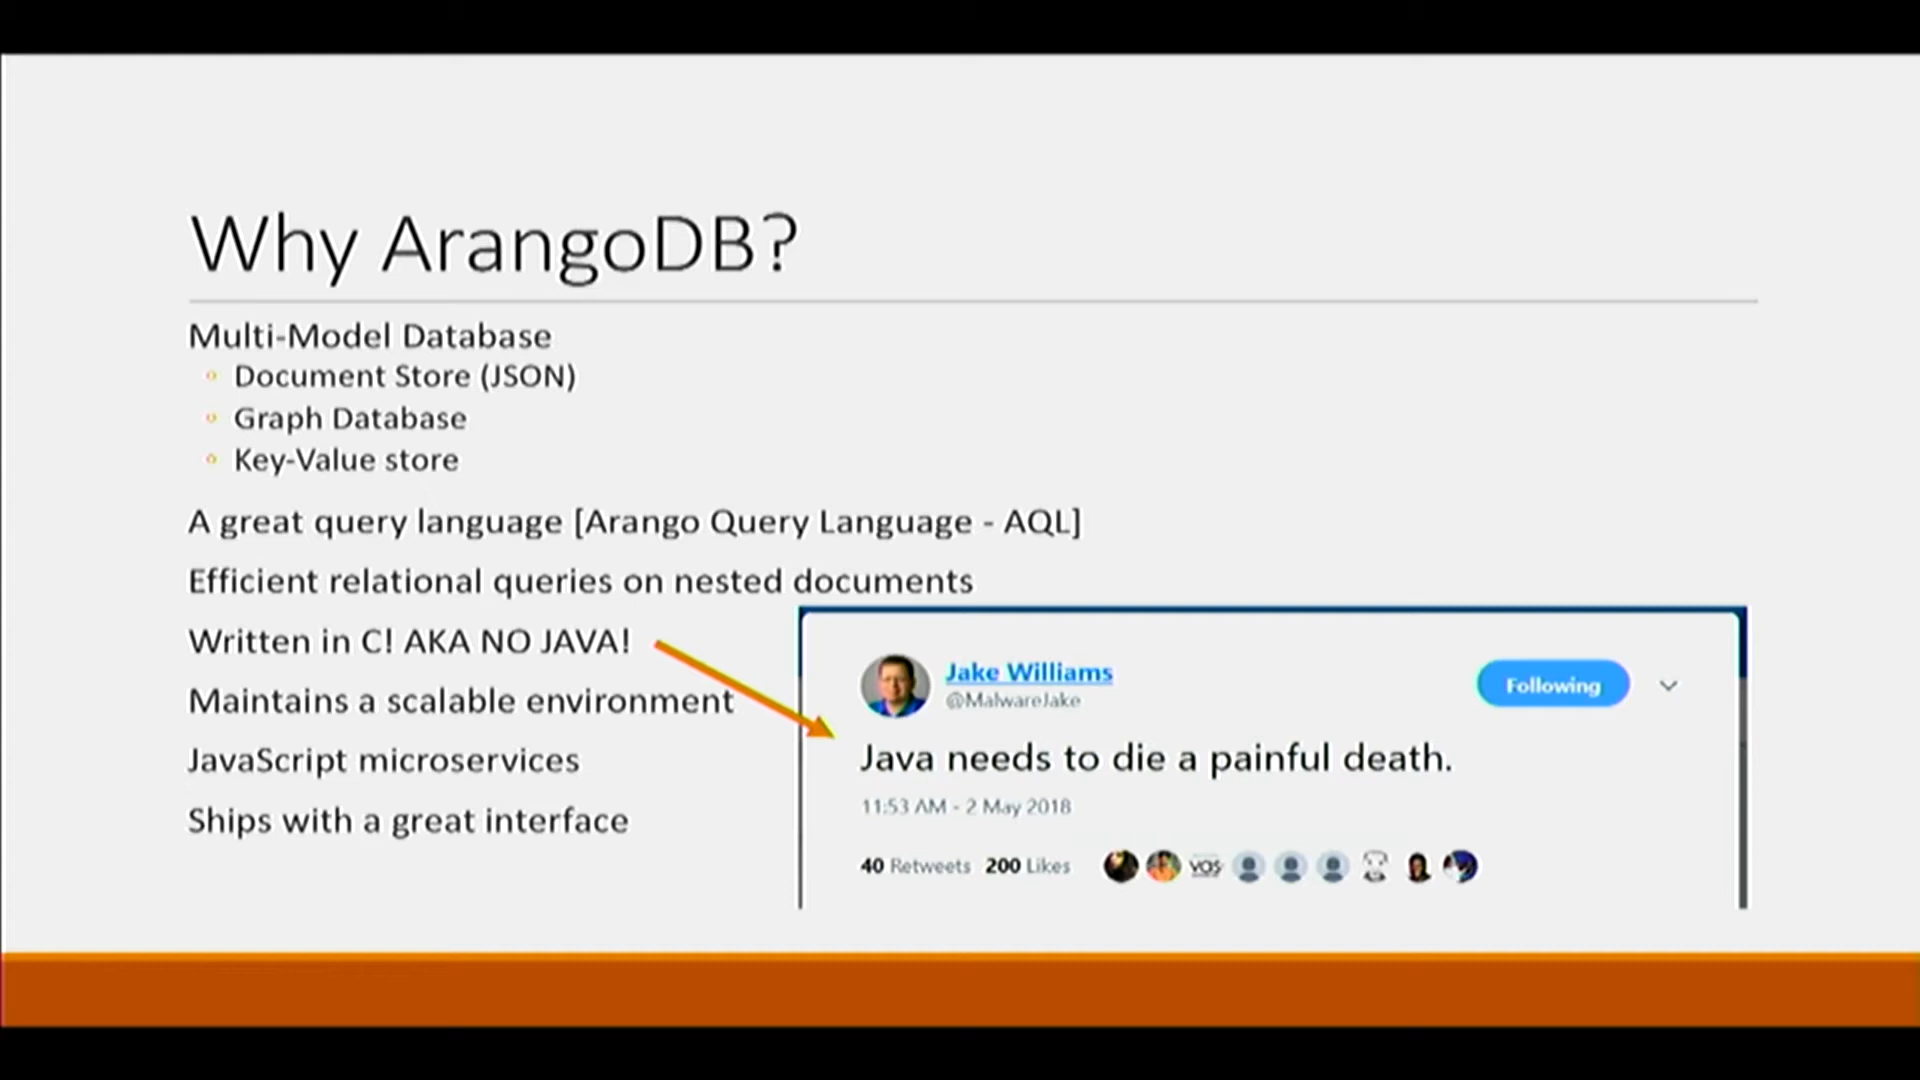 Why ArangoDB?
Multi-Model Database
Document Store (JSON)
Graph Database
Key-Value store
A great query language [Arango Query Language - AQL]
Efficient relational queries on nested documents
Written in C! AKA NO JAVA!
Maintains a scalable environment
JavaScript microservices
Ships with a great interface
Jake Williams
@MalwareJake
Following
Java needs to die a painful death.
11:53 AM - 2 May 2018
40 Retweets 200 Likes